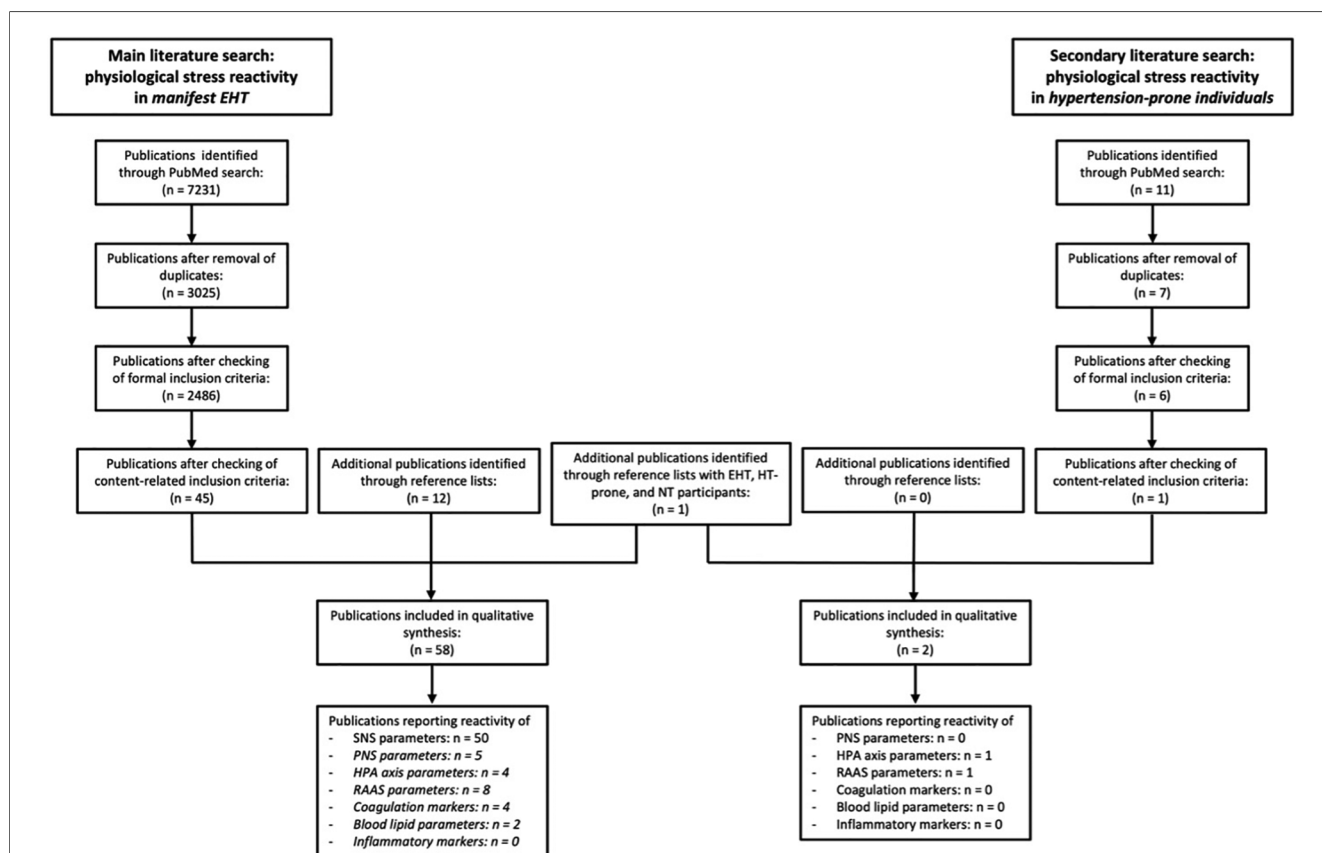 Main literature search:
physiological stress reactivity
in manifest EHT
Secondary literature search:
physiological stress reactivity
in hypertension-prone individuals
Publications identified
through PubMed search:
(n = 7231)
Publications identified
through PubMed search:
(n = 11)
Publications after removal of
duplicates:
(n = 3025)
Publications after removal of
duplicates:
(n = 7)
Publications after checking
of formal inclusion criteria:
(n = 2486)
Publications after checking
of formal inclusion criteria:
(n = 6)
Publications after checking of
content-related inclusion criteria:
(n = 45)
Additional publications identified
through reference lists:
(n = 12)
Additional publications identified
through reference lists with EHT, HT-
prone, and NT participants:
(n = 1)
Additional publications identified
through reference lists:
(n = 0)
Publications after checking of
content-related inclusion criteria:
(n = 1)
Publications included in qualitative
synthesis:
(n = 58)
Publications included in qualitative
synthesis:
(n = 2)
Publications reporting reactivity of
- SNS parameters: n = 50
- PNS parameters: n = 5
- HPA axis parameters: n = 4
- RAAS parameters: n = 8
- Coagulation markers: n = 4
- Blood lipid parameters: n = 2
- Inflammatory markers: n = 0
Publications reporting reactivity of
- PNS parameters: n = 0
- HPA axis parameters: n = 1
- RAAS parameters: n = 1
- Coagulation markers: n = 0
- Blood lipid parameters: n = 0
- Inflammatory markers: n = 0